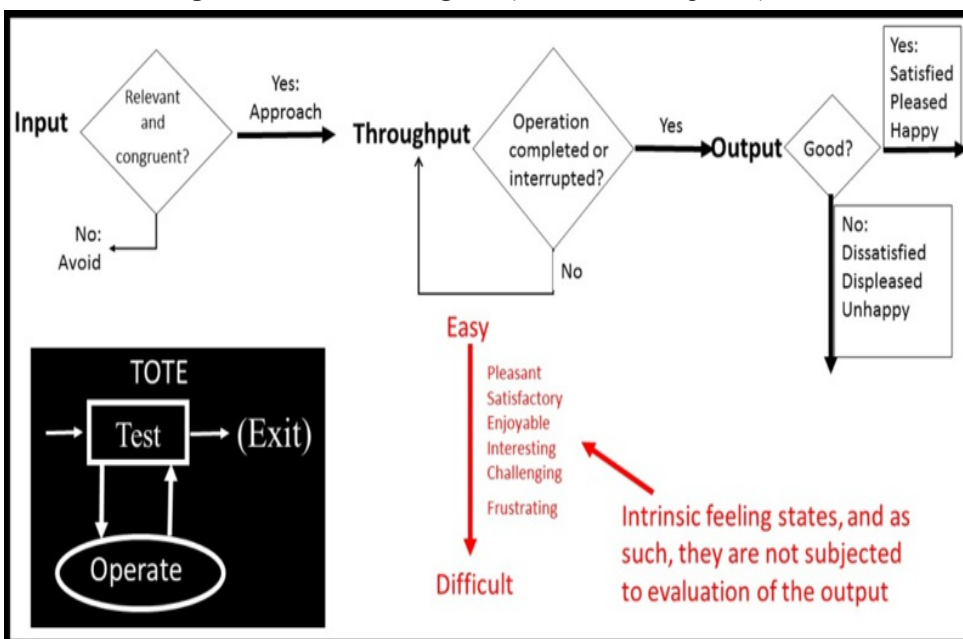 Input
Relevant
and
congruent?
Yes:
Approach
No:
Avoid
Throughput
Operation
completed or
interrupted?
Yes
No
Output
Good?
Yes:
Satisfied
Pleased
Happy
No:
Dissatisfied
Displeased
Unhappy
TOTE
Test
(Exit)
Operate
Easy
Pleasant
Satisfactory
Enjoyable
Interesting
Challenging
Frustrating
Difficult
Intrinsic feeling states, and as
such, they are not subjected
to evaluation of the output